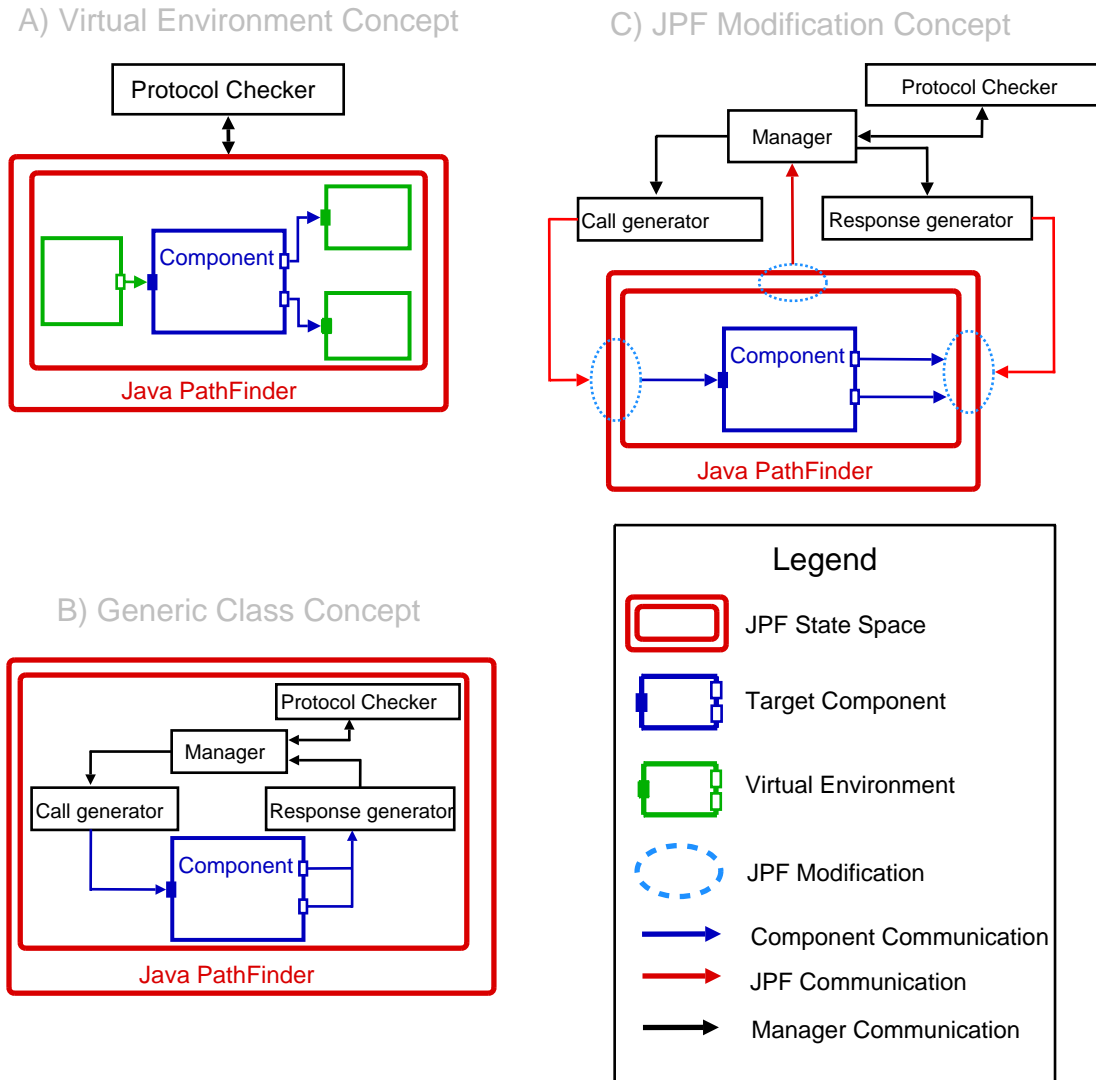 A) Virtual Environment Concept
Protocol Checker
Component
Java PathFinder
C) JPF Modification Concept
Protocol Checker
Manager
Call generator
Response generator
Component
Java PathFinder
B) Generic Class Concept
Protocol Checker
Manager
Call generator
Response generator
Component
Java PathFinder
Legend
JPF State Space
Target Component
Virtual Environment
JPF Modification
Component Communication
JPF Communication
Manager Communication